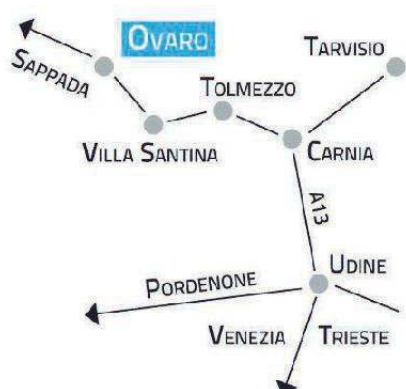 OVARO
TARVISIO
SAPPADA
TOLMEZZO
VILLA SANTINA
CARNIA
A13
UDINE
PORDENONE
VENEZIA
TRIESTE